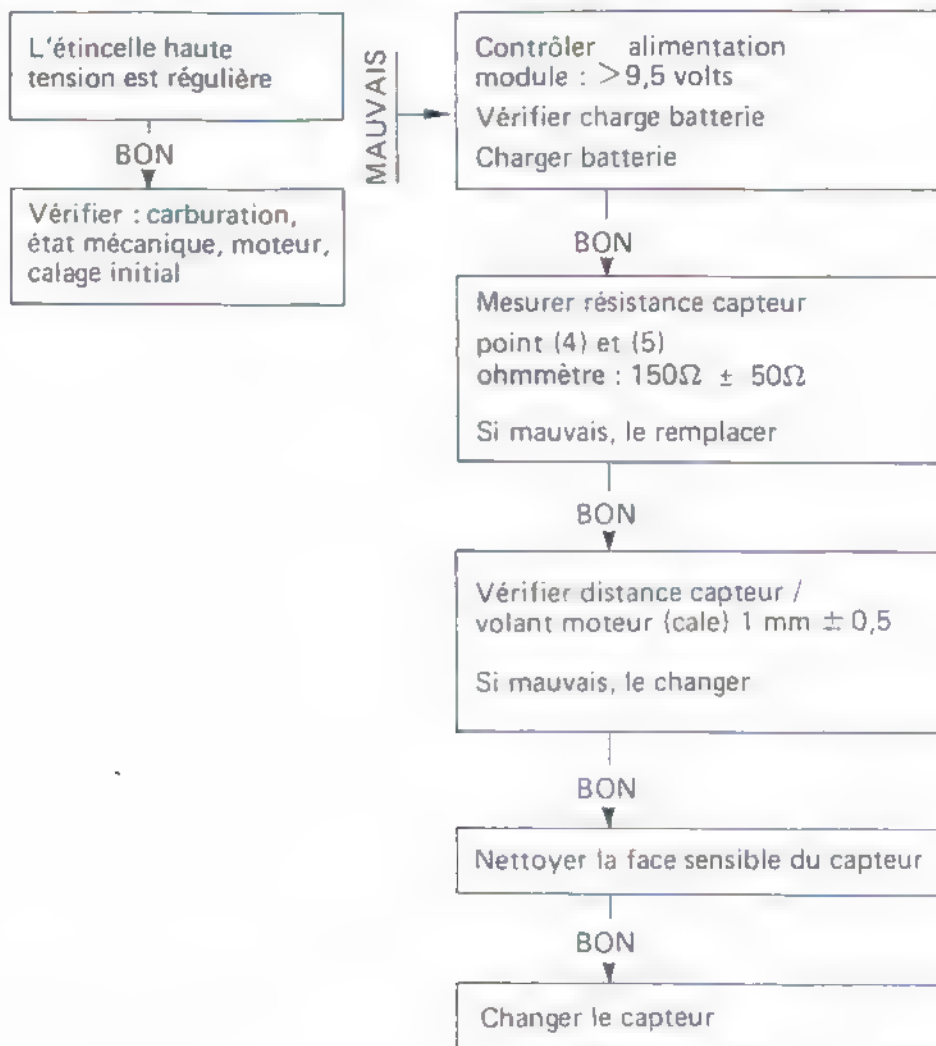 L'étincelle haute
tension est régulière
BON
Vérifier : carburation,
état mécanique, moteur,
calage initial
MAUVAIS
Contrôler alimentation
module : >9,5 volts
Vérifier charge batterie
Charger batterie
BON
Mesurer résistance capteur
point (4) et (5)
ohmmètre : 150Ω ± 50Ω
Si mauvais, le remplacer
BON
Vérifier distance capteur /
volant moteur (cale) 1 mm ± 0,5
Si mauvais, le changer
BON
Nettoyer la face sensible du capteur
BON
Changer le capteur